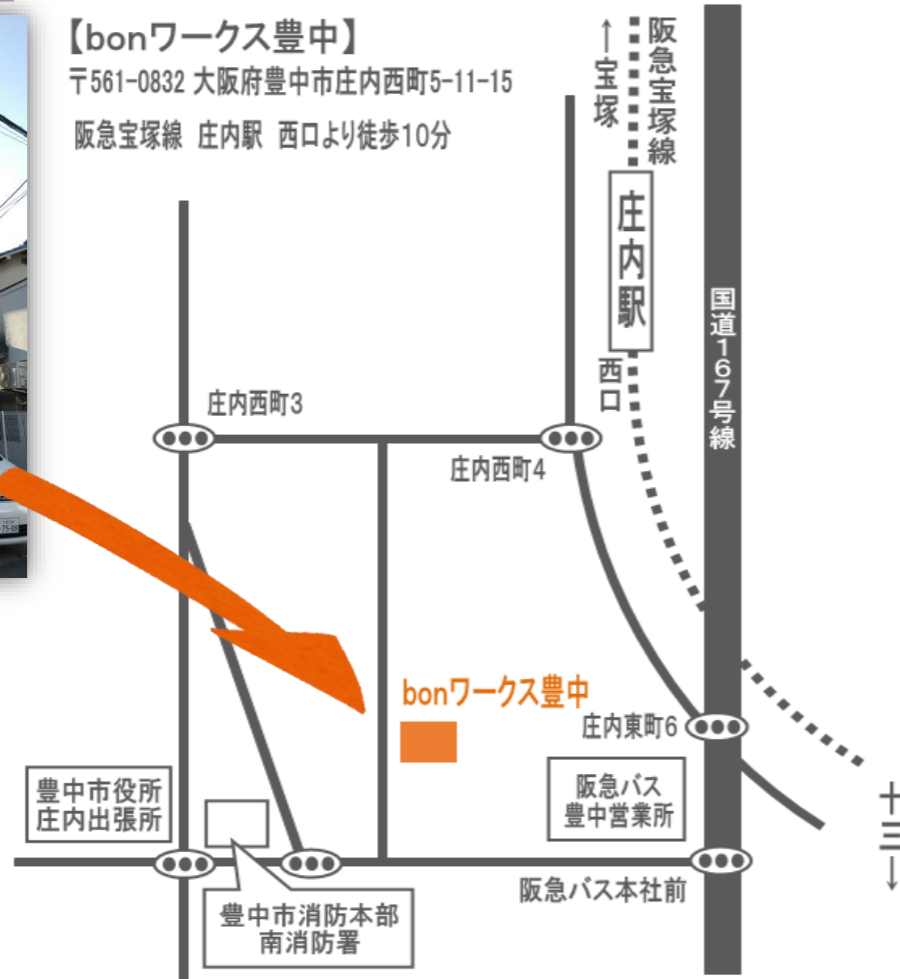 【bonワークス豊中】
〒561-0832 大阪府豊中市庄内西町5-11-15
阪急宝塚線 庄内駅 西口より徒歩10分
↑宝塚
阪急宝塚線
庄内駅
西口
国道167号線
庄内西町3
庄内西町4
bonワークス豊中
庄内東町6
豊中市役所
庄内出張所
阪急バス
豊中営業所
十三↓
阪急バス本社前
豊中市消防本部
南消防署